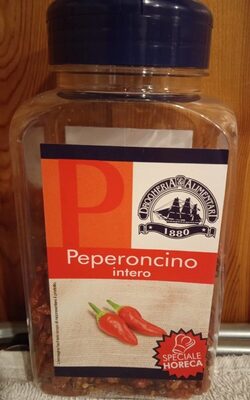 P
DROGHERIA & ALIMENTARI
1880
Peperoncino
intero
SPECIALE
HORECA